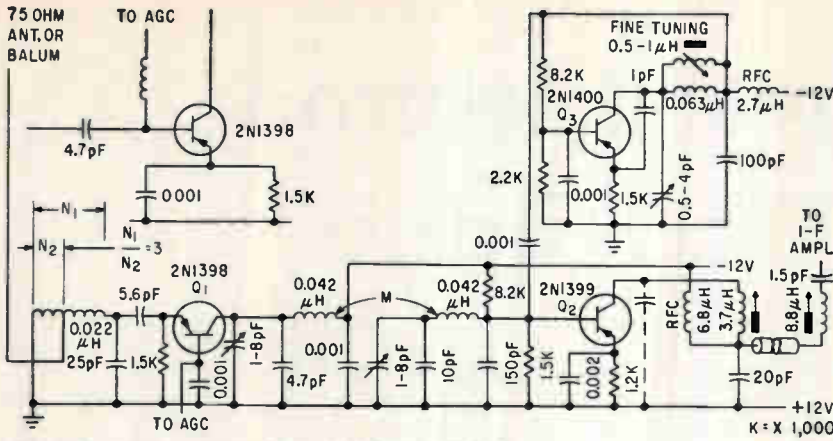 75 OHM
ANT. OR
BALUM
TO AGC
4.7pF
2N1398
0.001
1.5K
N₁
N₂
N₁
N₂
=3
5.6pF
2N1398
Q₁
0.022
μH
25pF
1.5K
0.001
TO AGC
1-8pF
4.7pF
0.042
μH
M
0.001
1-8pF
0.042
μH
10pF
8.2K
150pF
1.5K
0.001
2N1399
Q₂
0.002
1.2K
8.2K
2.2K
2N1400
Q₃
0.001
1.5K
1pF
0.5-4pF
FINE TUNING
0.5-1μH
0.063μH
RFC
2.7μH
-12V
100pF
-12V
RFC
6.8μH
3.7μH
8.8μH
TO
I-F
AMPL
1.5pF
20pF
+12V
K = X 1,000